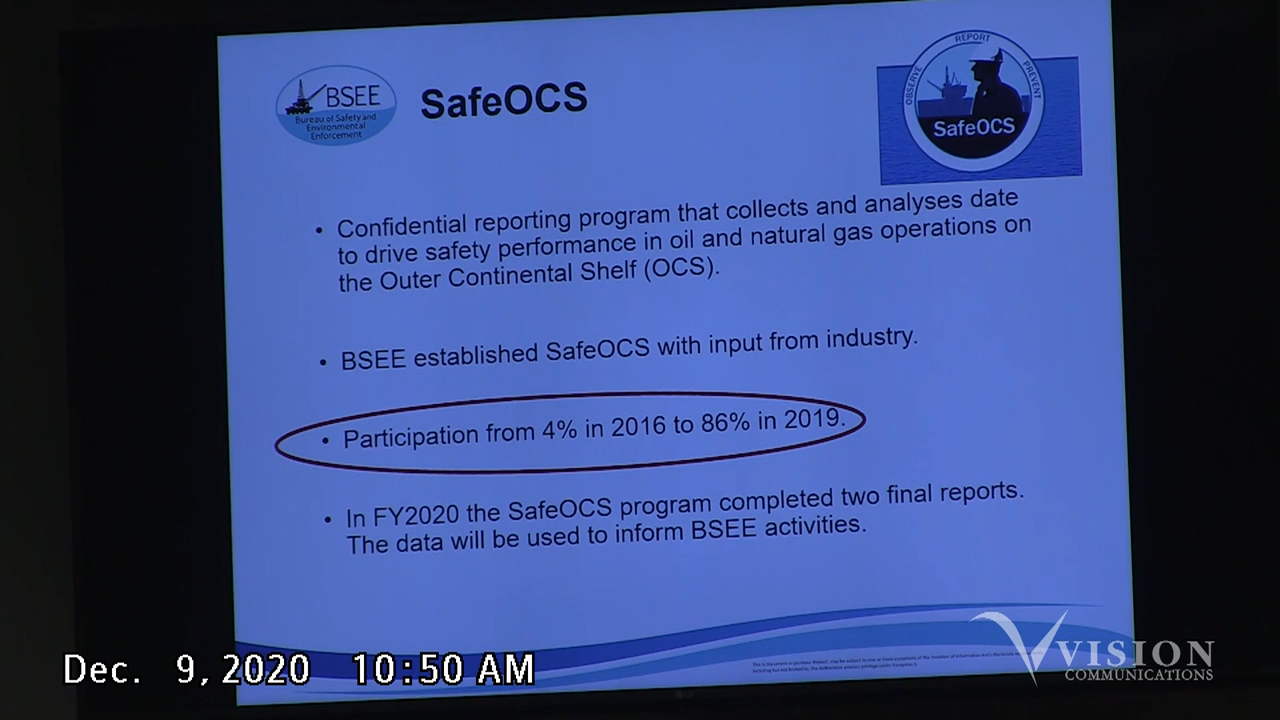 BSEE
Bureau of Safety and
Environmental
Enforcement
SafeOCS
OBSERVE REPORT PREVENT
SafeOCS
• Confidential reporting program that collects and analyses date
to drive safety performance in oil and natural gas operations on
the Outer Continental Shelf (OCS).
• BSEE established SafeOCS with input from industry.
• Participation from 4% in 2016 to 86% in 2019.
• In FY2020 the SafeOCS program completed two final reports.
The data will be used to inform BSEE activities.
Dec. 9, 2020 10:50 AM
VISION
COMMUNICATIONS